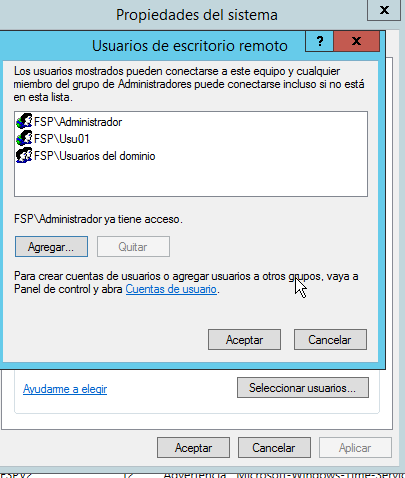 Propiedades del sistema
x
Usuarios de escritorio remoto
?
x
Los usuarios mostrados pueden conectarse a este equipo y cualquier
miembro del grupo de Administradores puede conectarse incluso si no está
en esta lista.
FSP\Administrador
FSP\Usu01
FSP\Usuarios del dominio
FSP\Administrador ya tiene acceso.
Agregar...
Quitar
Para crear cuentas de usuarios o agregar usuarios a otros grupos, vaya a
Panel de control y abra Cuentas de usuario.
Aceptar
Cancelar
Ayudarme a elegir
Seleccionar usuarios...
Aceptar
Cancelar
Aplicar
FSPV2 12 Advertencia Microsoft-Windows-Time-Service